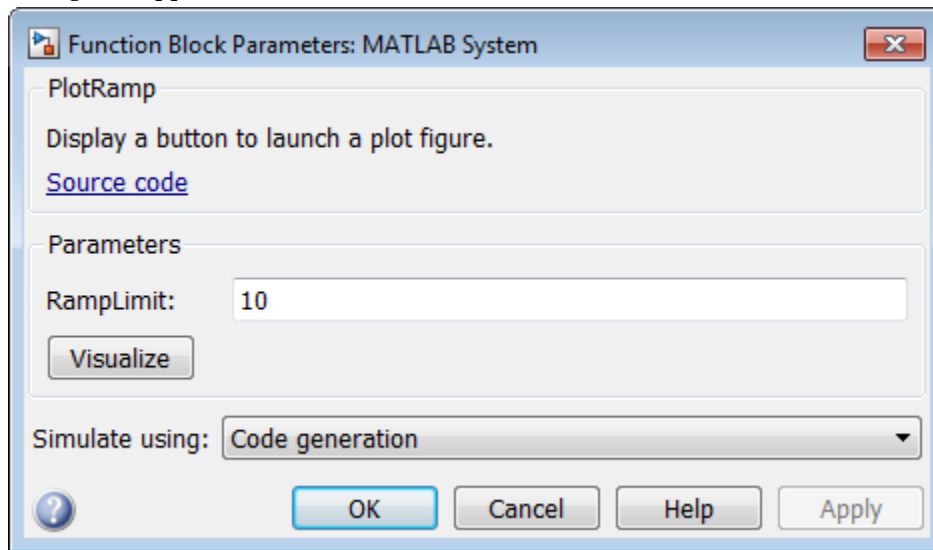 Function Block Parameters: MATLAB System
PlotRamp
Display a button to launch a plot figure.
Source code
Parameters
RampLimit: 10
Visualize
Simulate using: Code generation
OK Cancel Help Apply